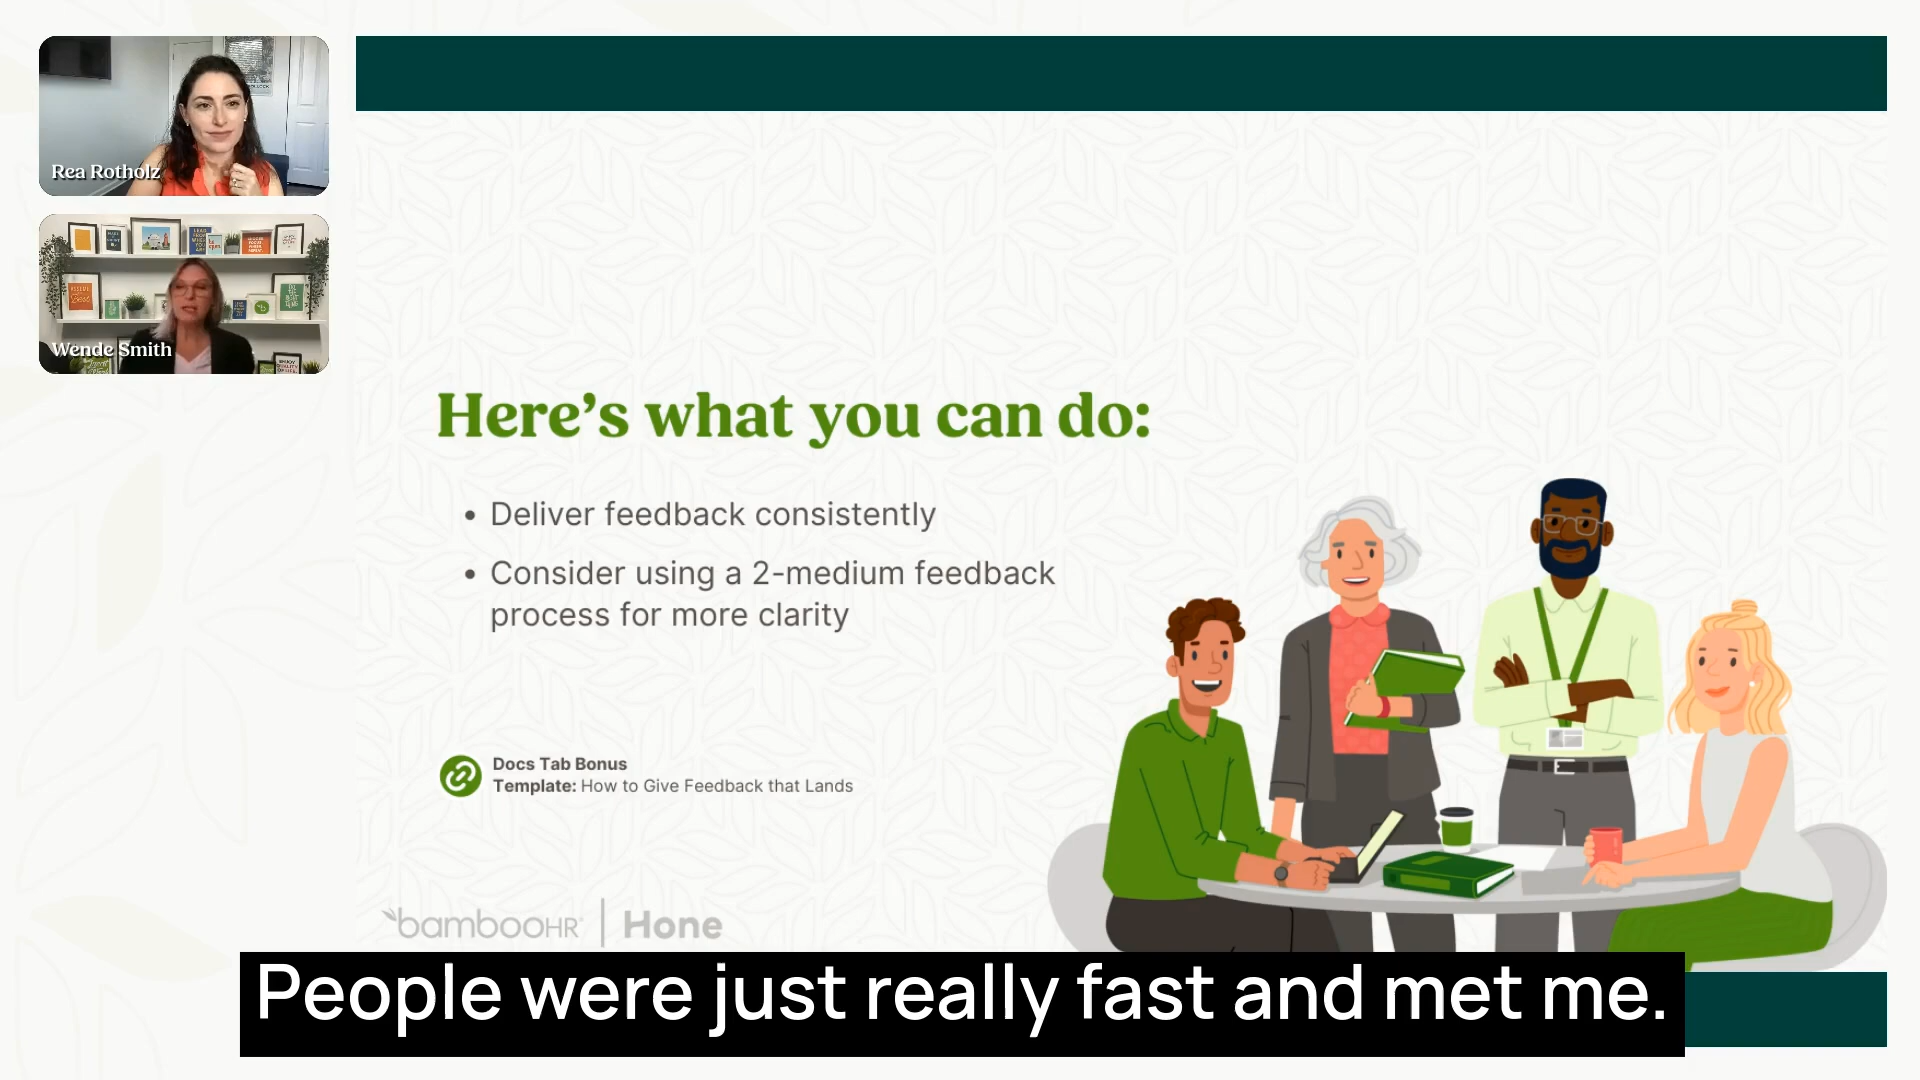 Rea Rotholz
Wende Smith
Here's what you can do:
• Deliver feedback consistently
• Consider using a 2-medium feedback
process for more clarity
Docs Tab Bonus
Template: How to Give Feedback that Lands
bambooHR | Hone
People were just really fast and met me.